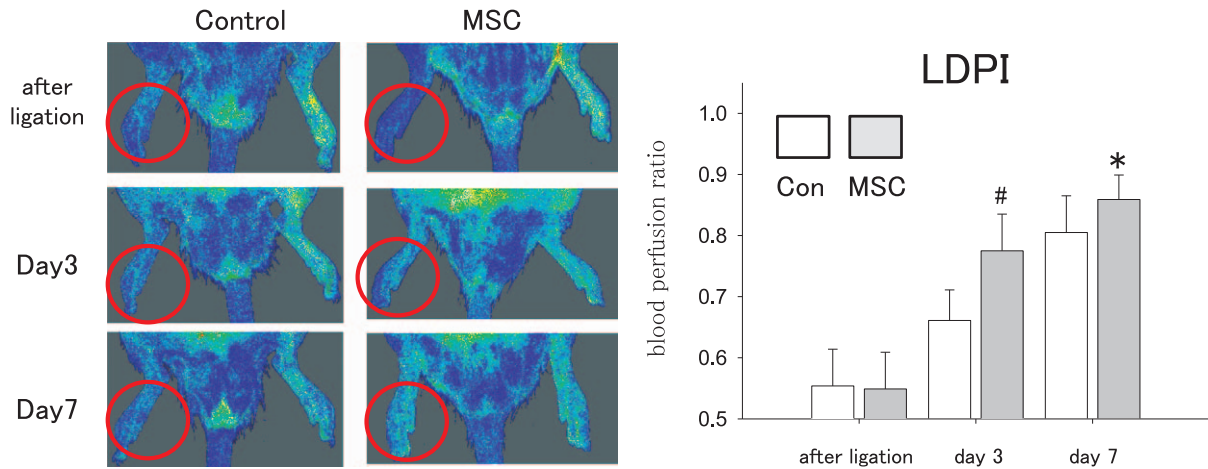 Control MSC
after
ligation
Day3
Day7
LDPI
blood perfusion ratio
1.0
0.9
0.8
0.7
0.6
0.5
Con MSC
#
*
after ligation day 3 day 7